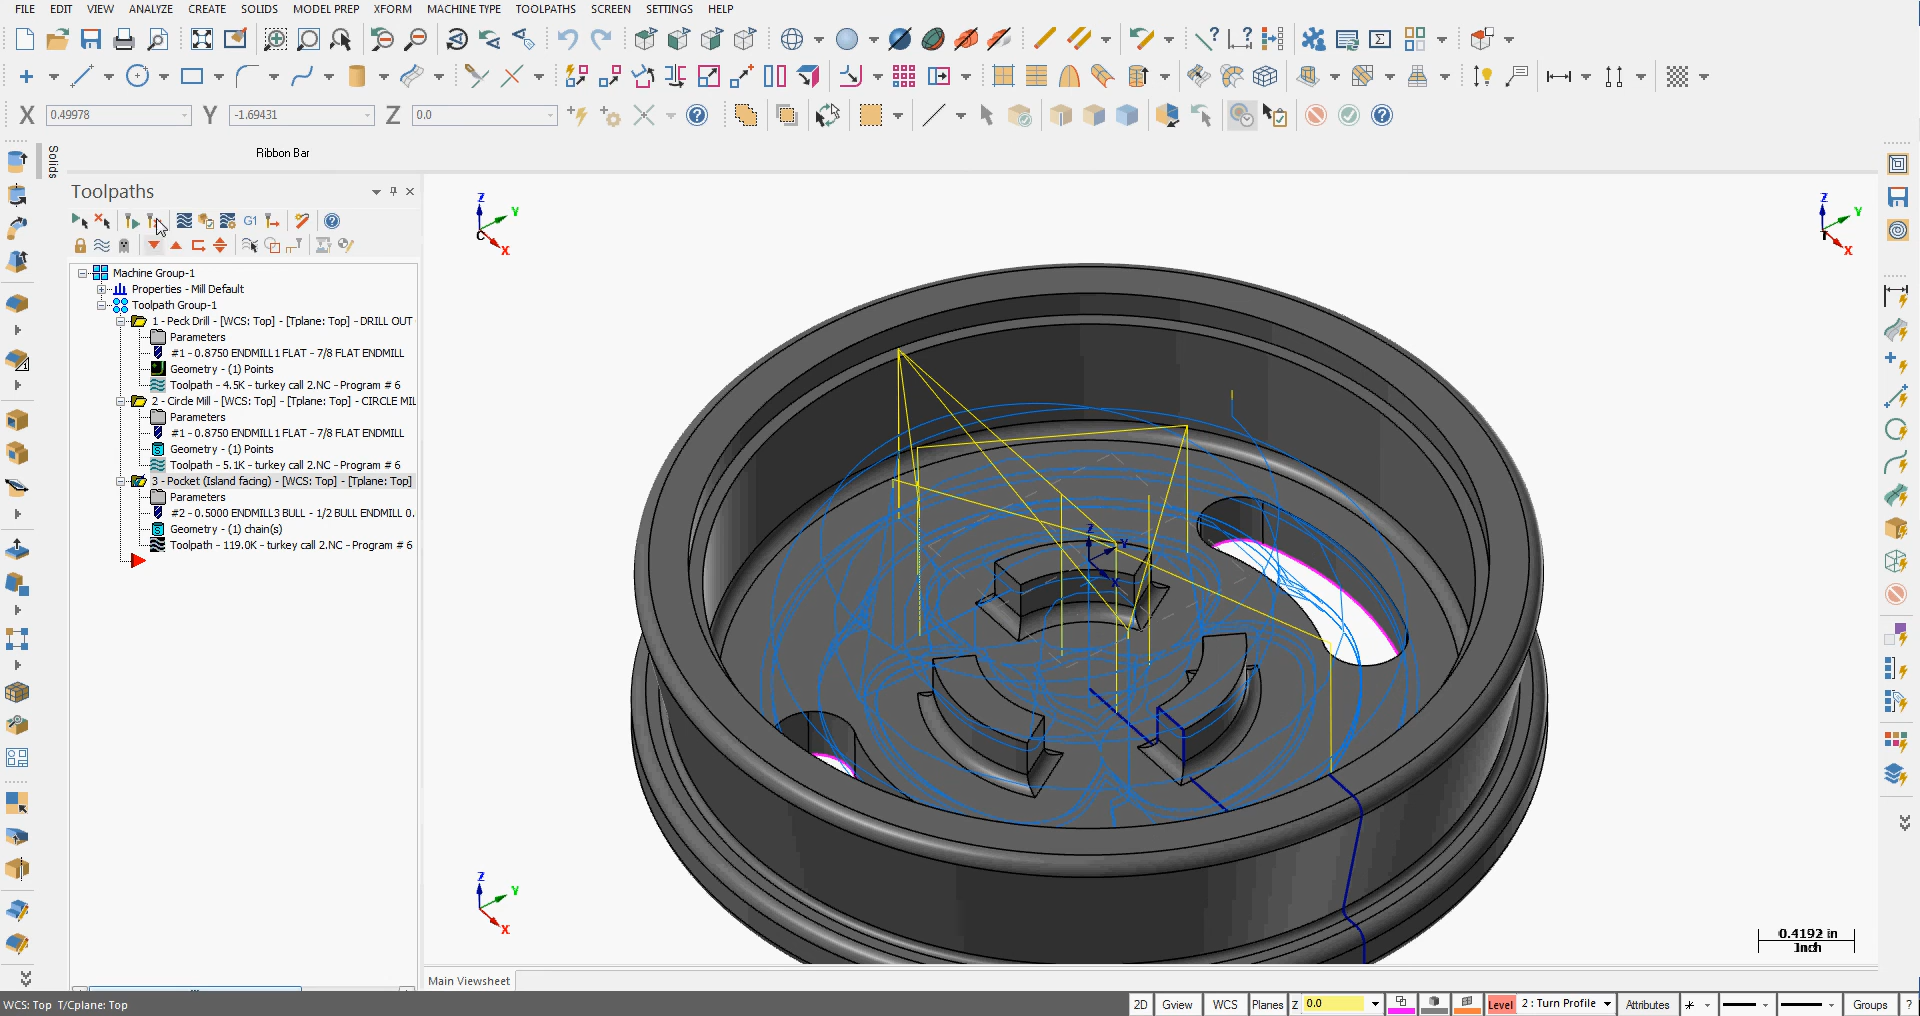 FILE EDIT VIEW ANALYZE CREATE SOLIDS MODEL PREP XFORM MACHINE TYPE TOOLPATHS SCREEN SETTINGS HELP
X 0.49978 Y -1.69431 Z 0.0
Solids
Ribbon Bar
Toolpaths
G1
Machine Group-1
Properties - Mill Default
Toolpath Group-1
1 - Peck Drill - [WCS: Top] - [Tplane: Top] - DRILL OUT
Parameters
#1 - 0.8750 ENDMILL1 FLAT - 7/8 FLAT ENDMILL
Geometry - (1) Points
Toolpath - 4.5K - turkey call 2.NC - Program # 6
2 - Circle Mill - [WCS: Top] - [Tplane: Top] - CIRCLE MIL
Parameters
#1 - 0.8750 ENDMILL1 FLAT - 7/8 FLAT ENDMILL
Geometry - (1) Points
Toolpath - 5.1K - turkey call 2.NC - Program # 6
3 - Pocket (Island facing) - [WCS: Top] - [Tplane: Top]
Parameters
#2 - 0.5000 ENDMILL3 BULL - 1/2 BULL ENDMILL 0.
Geometry - (1) chain(s)
Toolpath - 119.0K - turkey call 2.NC - Program # 6
Z Y C X
Z Y T X
Z Y X
Z Y X
0.4192 in
Inch
Main Viewsheet
WCS: Top T/Cplane: Top
2D Gview WCS Planes Z 0.0 Level 2 : Turn Profile Attributes Groups ?